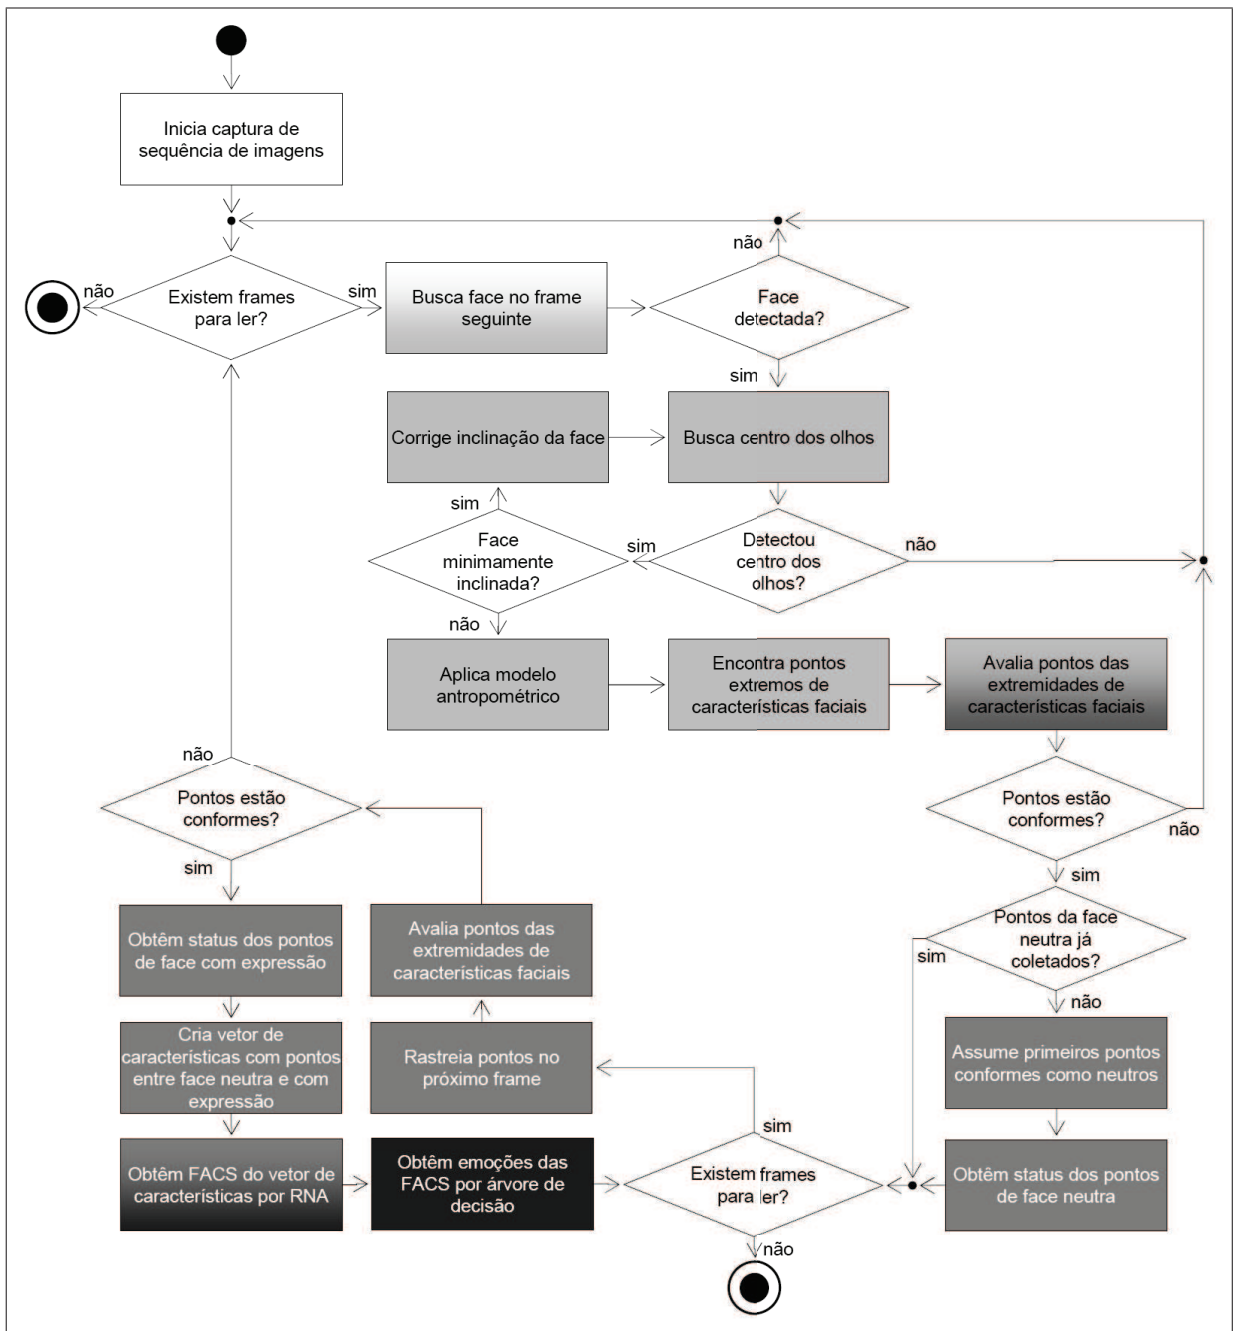 Inicia captura de
sequência de imagens
não
Existem frames
para ler?
sim
Busca face no frame
seguinte
não
Face
detectada?
sim
Corrige inclinação da face
Busca centro dos olhos
sim
Face
minimamente
inclinada?
sim
Detectou
centro dos
olhos?
não
não
Aplica modelo
antropométrico
Encontra pontos
extremos de
características faciais
Avalia pontos das
extremidades de
características faciais
não
Pontos estão
conformes?
sim
Pontos estão
conformes?
não
sim
Obtêm status dos pontos
de face com expressão
Avalia pontos das
extremidades de
características faciais
Pontos da face
neutra já
coletados?
sim
não
Cria vetor de
características com pontos
entre face neutra e com
expressão
Rastreia pontos no
próximo frame
Assume primeiros pontos
conformes como neutros
sim
Obtêm FACS do vetor de
características por RNA
Obtêm emoções das
FACS por árvore de
decisão
Existem frames
para ler?
Obtêm status dos pontos
de face neutra
não